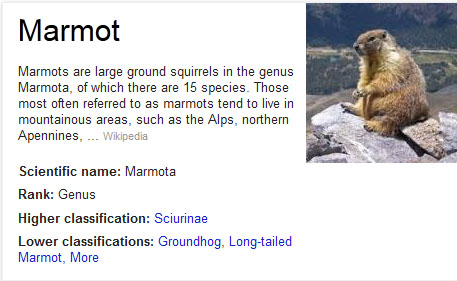 Marmot
Marmots are large ground squirrels in the genus
Marmota, of which there are 15 species. Those
most often referred to as marmots tend to live in
mountainous areas, such as the Alps, northern
Apennines, ... Wikipedia
Scientific name: Marmota
Rank: Genus
Higher classification: Sciurinae
Lower classifications: Groundhog, Long-tailed
Marmot, More